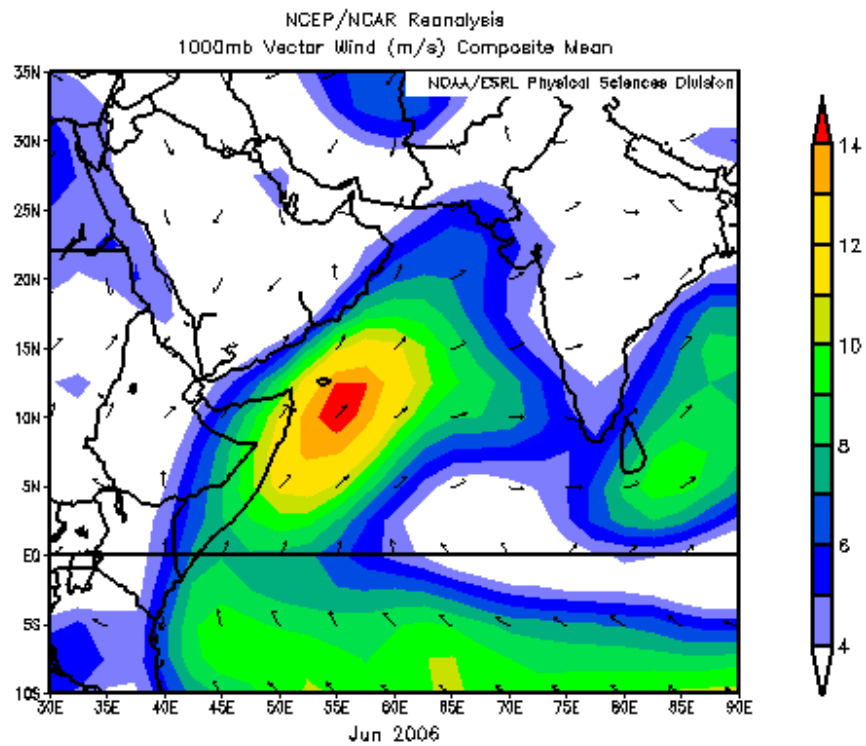 NCEP/NCAR Reanalysis
1000mb Vector Wind (m/s) Composite Mean
NOAA/ESRL Physical Sciences Division
35N
30N
25N
20N
15N
10N
5N
EQ
5S
10S
30E 35E 40E 45E 50E 55E 60E 65E 70E 75E 80E 85E 90E
Jun 2006
14
12
10
8
6
4